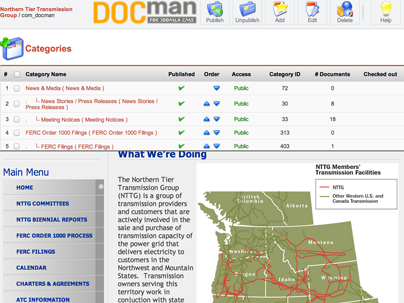 Northern Tier Transmission
Group / com_docman
DOCman
FOR JOOMLA CMS
Publish
Unpublish
Add
Edit
Delete
Help
Categories
# Category Name Published Order Access Category ID # Documents Checked out
1 News & Media ( News & Media ) Public 72 0
2 News Stories / Press Releases ( News Stories /
Press Releases ) Public 30 8
3 Meeting Notices ( Meeting Notices ) Public 33 18
4 FERC Order 1000 Filings ( FERC Order 1000 Filings ) Public 313 0
5 FERC Filings ( FERC Filings ) Public 403 1
Main Menu
HOME
NTTG COMMITTEES
NTTG BIENNIAL REPORTS
FERC ORDER 1000 PROCESS
FERC FILINGS
CALENDAR
CHARTERS & AGREEMENTS
ATC INFORMATION
What We're Doing
The Northern Tier
Transmission Group
(NTTG) is a group of
transmission providers
and customers that are
actively involved in the
sale and purchase of
transmission capacity of
the power grid that
delivers electricity to
customers in the
Northwest and Mountain
States. Transmission
owners serving this
territory work in
conjuction with state
NTTG Members'
Transmission Facilities
NTTG
Other Western U.S. and
Canada Transmission
British
Columbia
Alberta
Montana
Oregon
Idaho
Wyoming